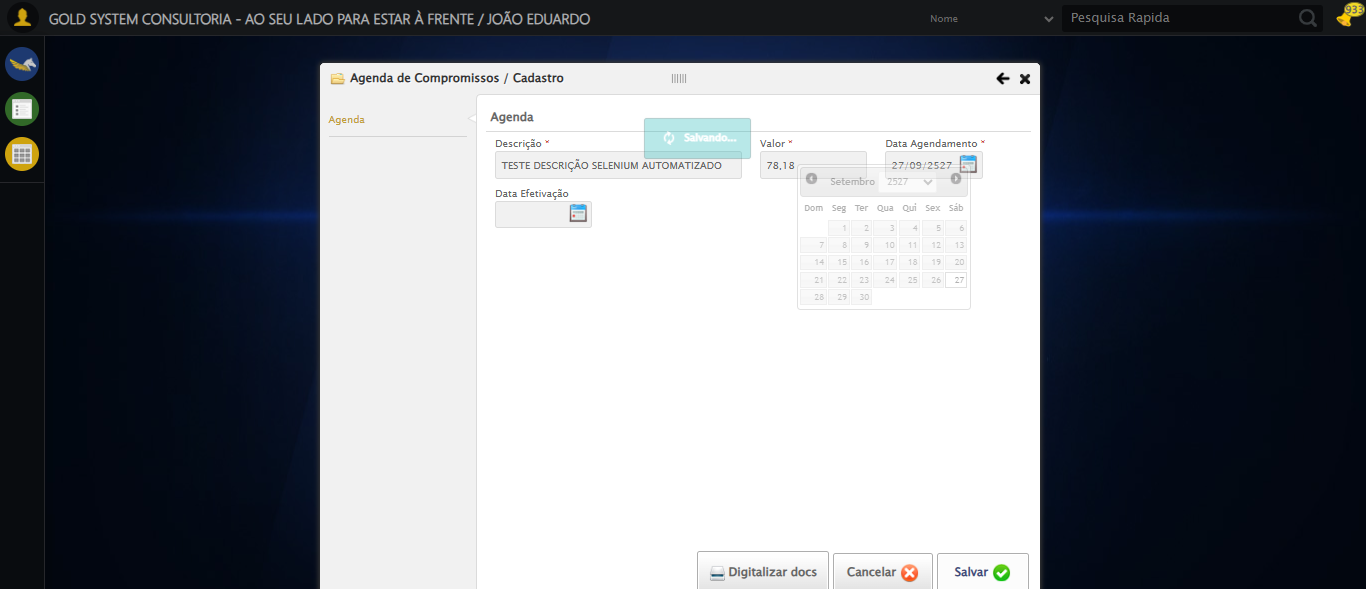 GOLD SYSTEM CONSULTORIA - AO SEU LADO PARA ESTAR À FRENTE / JOÃO EDUARDO
Nome
Pesquisa Rapida
933
Agenda de Compromissos / Cadastro
Agenda
Agenda
Salvando...
Descrição *
Valor *
Data Agendamento *
TESTE DESCRIÇÃO SELENIUM AUTOMATIZADO
78,18
27/09/2527
Setembro 2527
Data Efetivação
Dom Seg Ter Qua Qui Sex Sáb
1 2 3 4 5 6
7 8 9 10 11 12 13
14 15 16 17 18 19 20
21 22 23 24 25 26 27
28 29 30
Digitalizar docs
Cancelar
Salvar